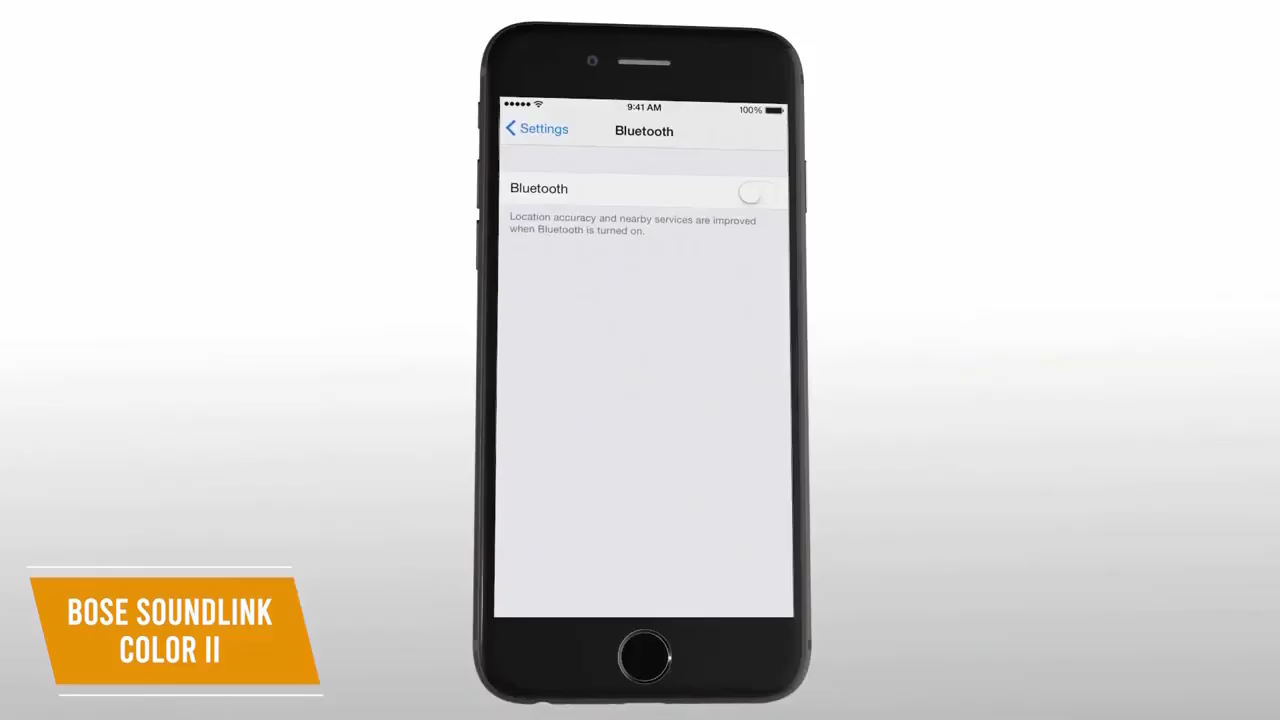 9:41 AM
100%
Settings
Bluetooth
Bluetooth
Location accuracy and nearby services are improved
when Bluetooth is turned on.
BOSE SOUNDLINK
COLOR II